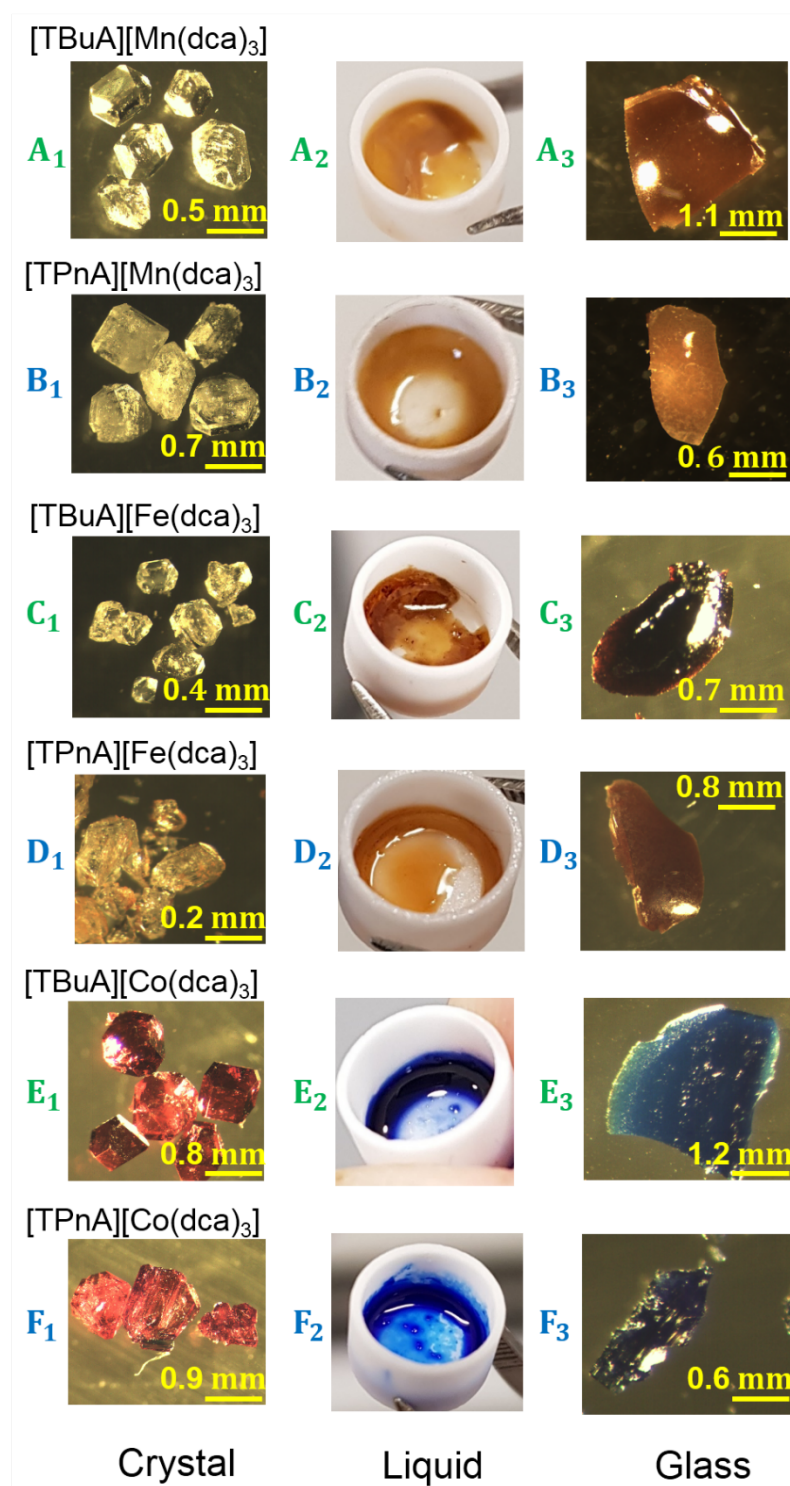 [TBuA][Mn(dca)₃]
A₁ 0.5 mm A₂ A₃ 1.1 mm
[TPnA][Mn(dca)₃]
B₁ 0.7 mm B₂ B₃ 0.6 mm
[TBuA][Fe(dca)₃]
C₁ 0.4 mm C₂ C₃ 0.7 mm
[TPnA][Fe(dca)₃]
D₁ 0.2 mm D₂ D₃ 0.8 mm
[TBuA][Co(dca)₃]
E₁ 0.8 mm E₂ E₃ 1.2 mm
[TPnA][Co(dca)₃]
F₁ 0.9 mm F₂ F₃ 0.6 mm
Crystal Liquid Glass